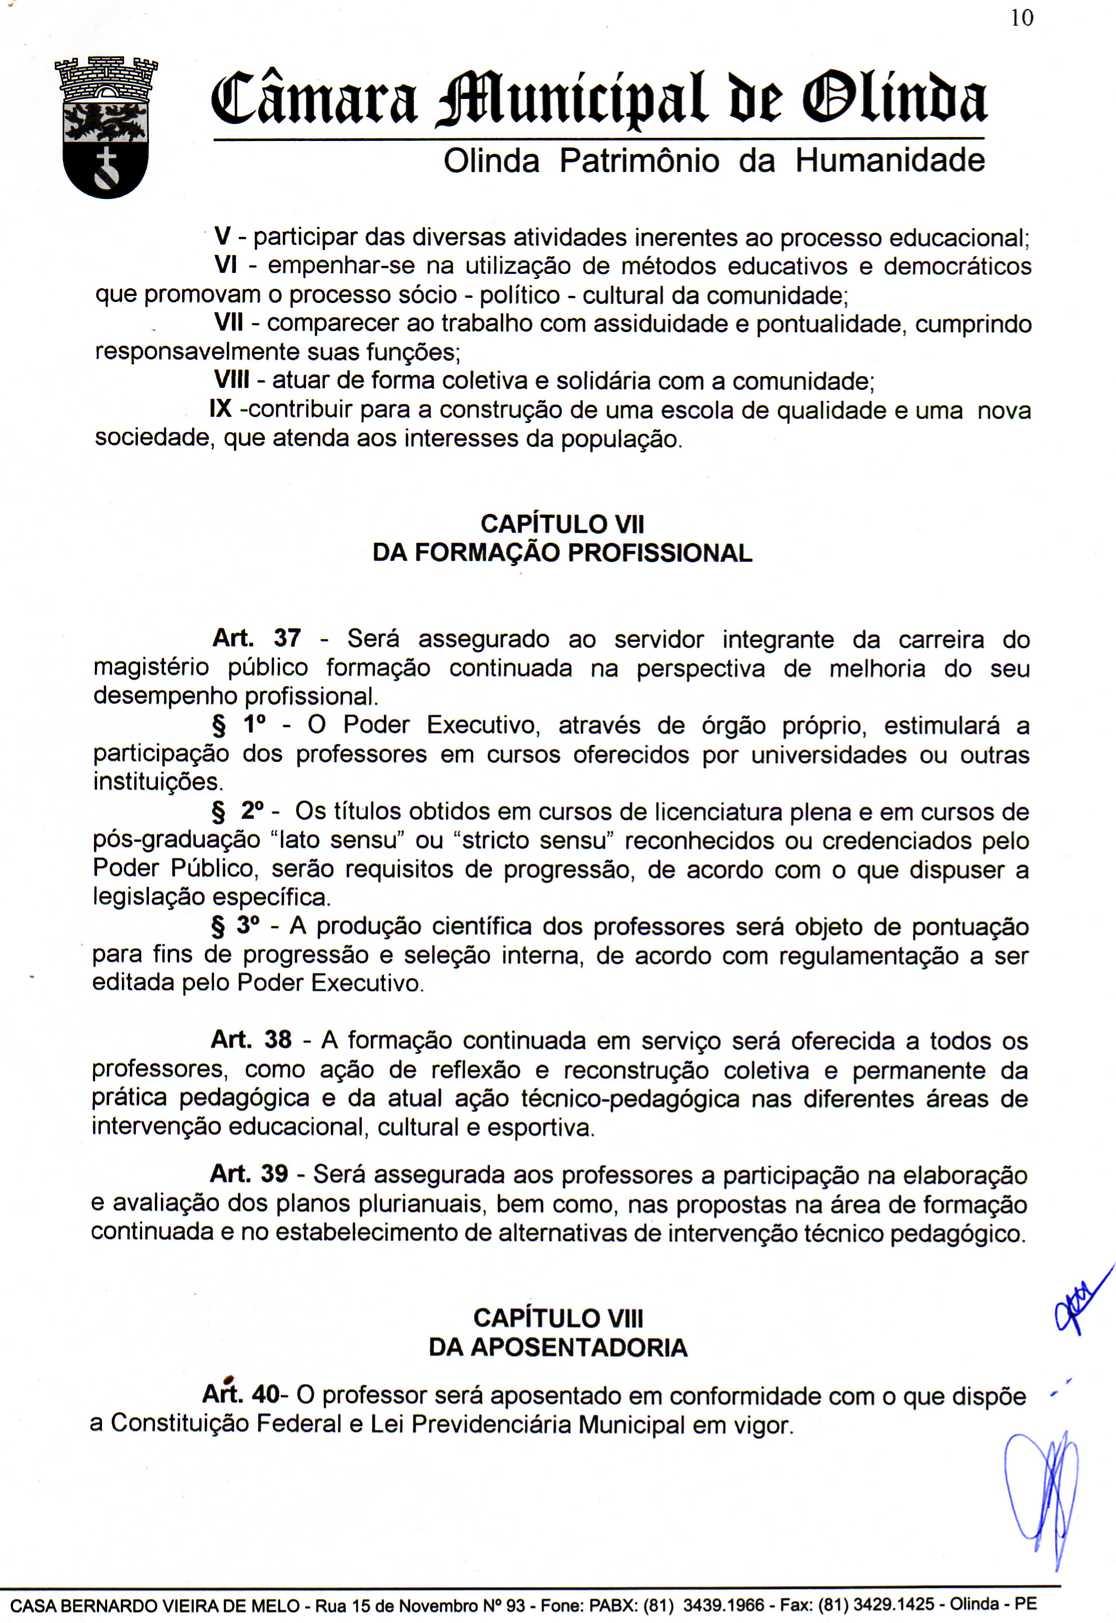 10
Câmara Municipal de Olinda
Olinda Patrimônio da Humanidade
V - participar das diversas atividades inerentes ao processo educacional;
VI - empenhar-se na utilização de métodos educativos e democráticos
que promovam o processo sócio - político - cultural da comunidade;
VII - comparecer ao trabalho com assiduidade e pontualidade, cumprindo
responsavelmente suas funções;
VIII - atuar de forma coletiva e solidária com a comunidade;
IX -contribuir para a construção de uma escola de qualidade e uma nova
sociedade, que atenda aos interesses da população.
CAPÍTULO VII
DA FORMAÇÃO PROFISSIONAL
Art. 37 - Será assegurado ao servidor integrante da carreira do
magistério público formação continuada na perspectiva de melhoria do seu
desempenho profissional.
§ 1º - O Poder Executivo, através de órgão próprio, estimulará a
participação dos professores em cursos oferecidos por universidades ou outras
instituições.
§ 2º - Os títulos obtidos em cursos de licenciatura plena e em cursos de
pós-graduação “lato sensu” ou “stricto sensu” reconhecidos ou credenciados pelo
Poder Público, serão requisitos de progressão, de acordo com o que dispuser a
legislação específica.
§ 3º - A produção científica dos professores será objeto de pontuação
para fins de progressão e seleção interna, de acordo com regulamentação a ser
editada pelo Poder Executivo.
Art. 38 - A formação continuada em serviço será oferecida a todos os
professores, como ação de reflexão e reconstrução coletiva e permanente da
prática pedagógica e da atual ação técnico-pedagógica nas diferentes áreas de
intervenção educacional, cultural e esportiva.
Art. 39 - Será assegurada aos professores a participação na elaboração
e avaliação dos planos plurianuais, bem como, nas propostas na área de formação
continuada e no estabelecimento de alternativas de intervenção técnico pedagógico.
CAPÍTULO VIII
DA APOSENTADORIA
Art. 40- O professor será aposentado em conformidade com o que dispõe
a Constituição Federal e Lei Previdenciária Municipal em vigor.
CASA BERNARDO VIEIRA DE MELO - Rua 15 de Novembro Nº 93 - Fone: PABX: (81) 3439.1966 - Fax: (81) 3429.1425 - Olinda - PE